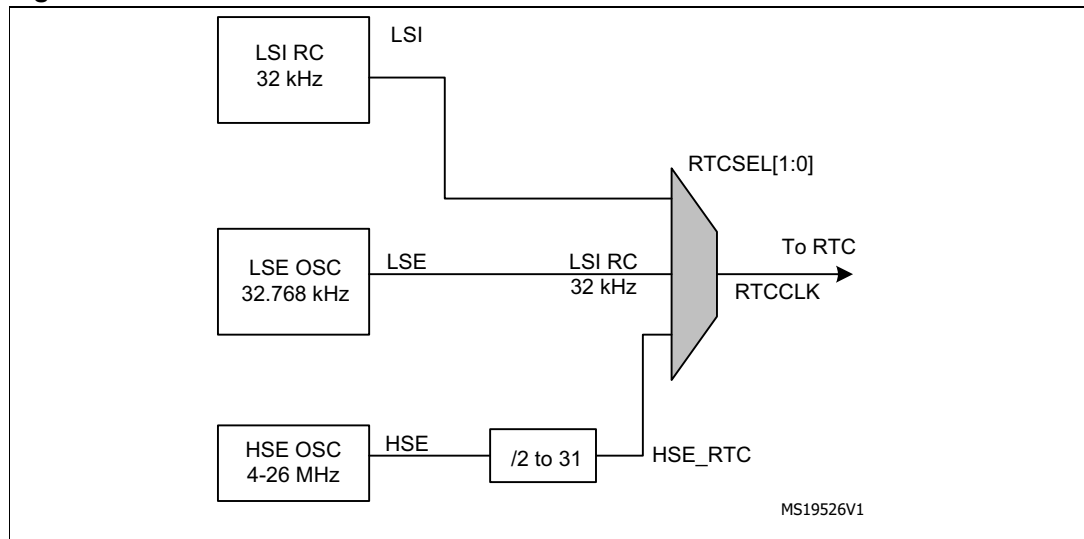 LSI RC
32 kHz
LSI
RTCSEL[1:0]
LSE OSC
32.768 kHz
LSE
LSI RC
32 kHz
To RTC
RTCCLK
HSE OSC
4-26 MHz
HSE
/2 to 31
HSE_RTC
MS19526V1